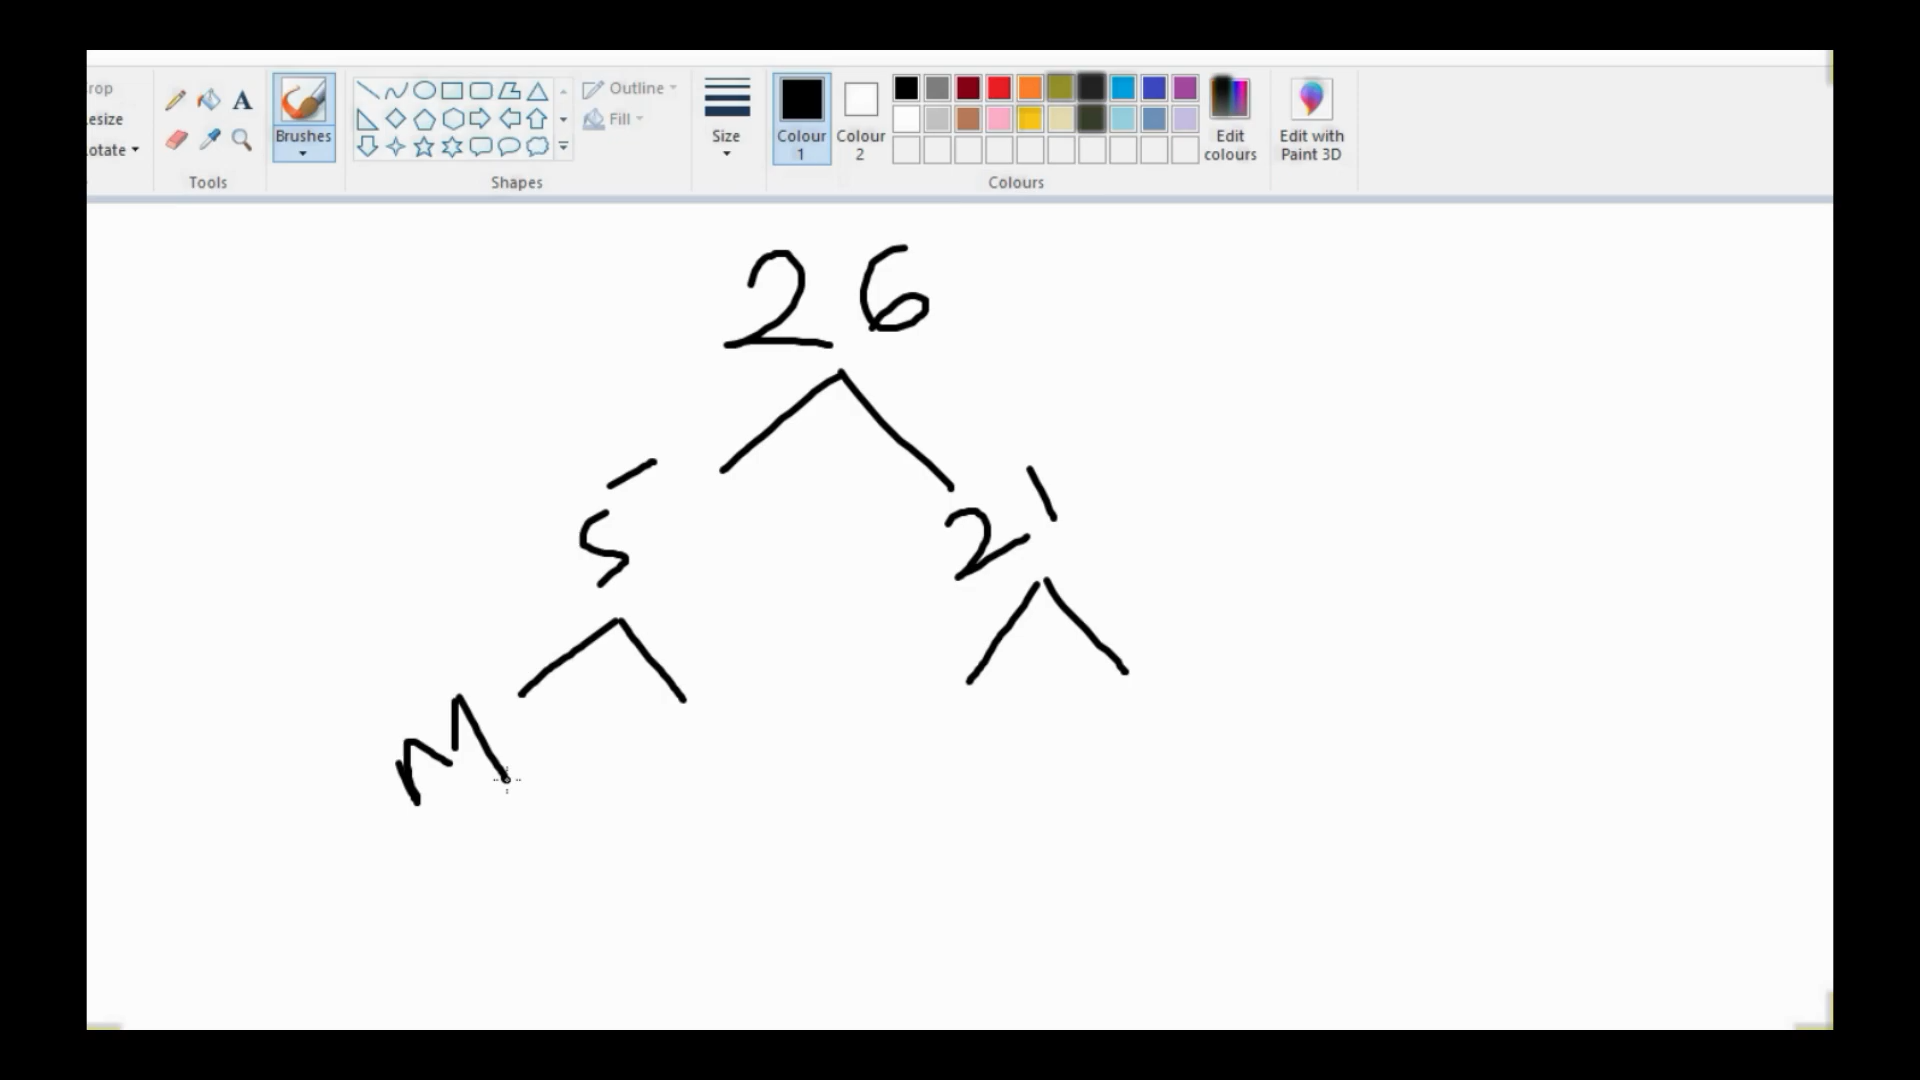 rop
esize
otate
Tools
A
Brushes
Shapes
Outline
Fill
Size
Colour 1
Colour 2
Colours
Edit colours
Edit with Paint 3D
26
5 21
M